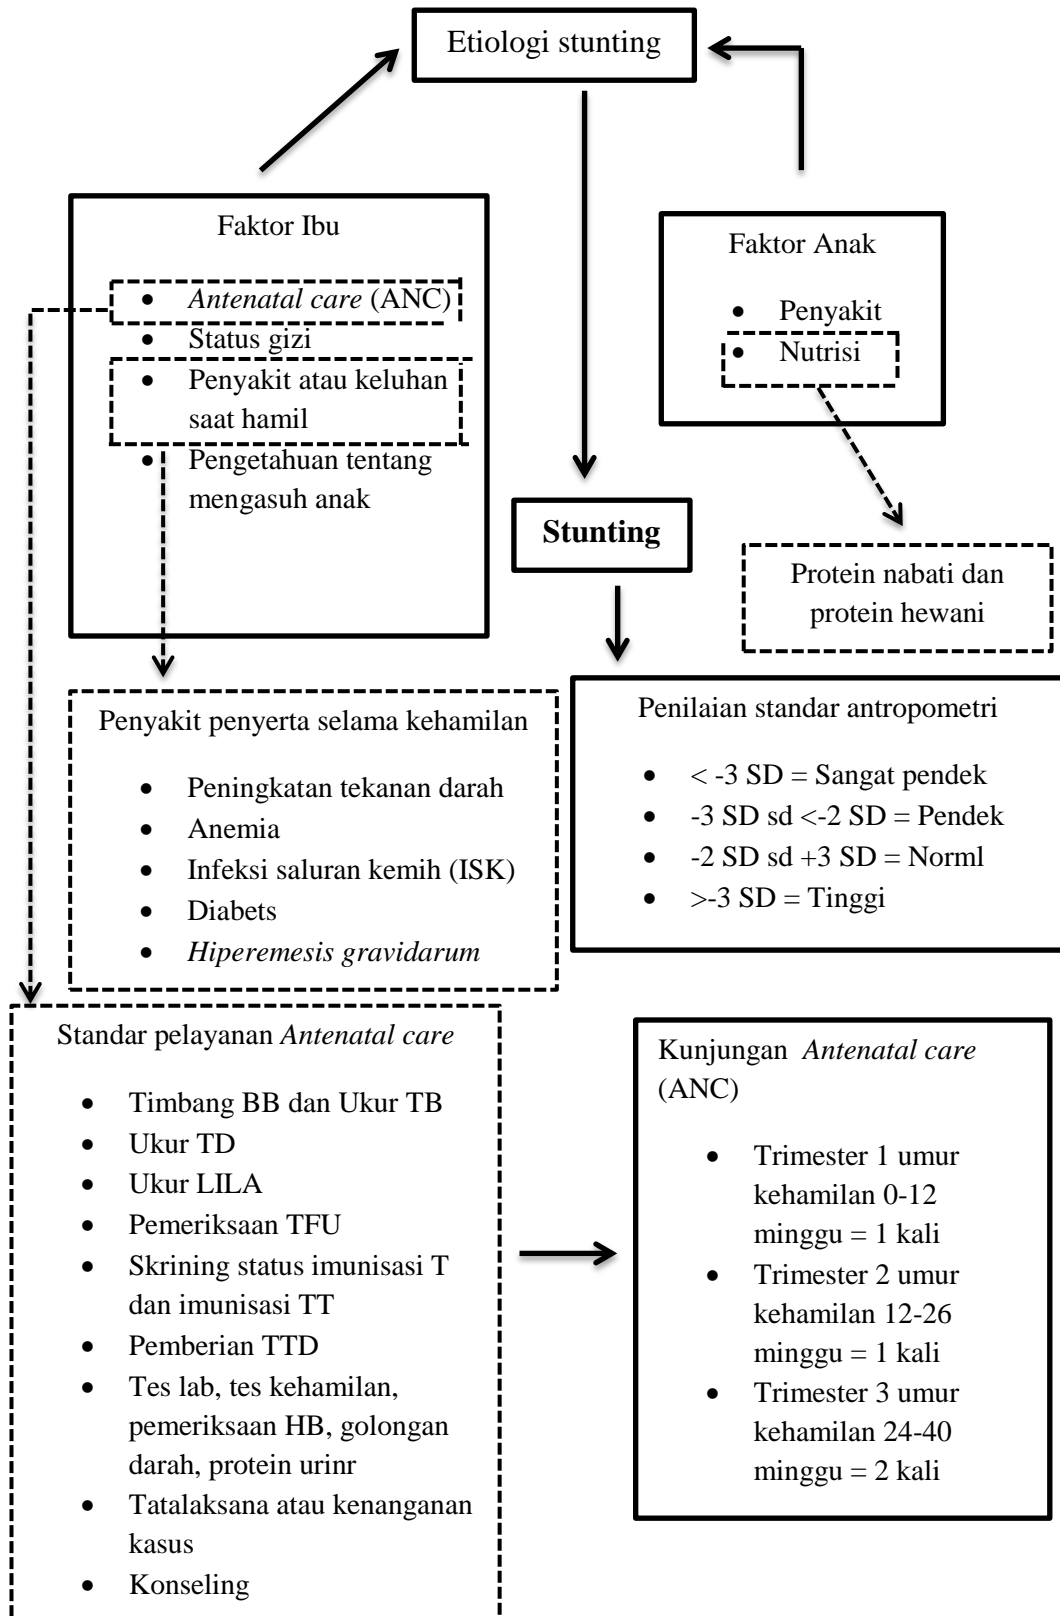 Etiologi stunting
Faktor Ibu
• Antenatal care (ANC)
• Status gizi
• Penyakit atau keluhan
saat hamil
• Pengetahuan tentang
mengasuh anak
Faktor Anak
• Penyakit
• Nutrisi
Stunting
Protein nabati dan
protein hewani
Penyakit penyerta selama kehamilan
• Peningkatan tekanan darah
• Anemia
• Infeksi saluran kemih (ISK)
• Diabets
• Hiperemesis gravidarum
Penilaian standar antropometri
• < -3 SD = Sangat pendek
• -3 SD sd <-2 SD = Pendek
• -2 SD sd +3 SD = Norml
• >-3 SD = Tinggi
Standar pelayanan Antenatal care
• Timbang BB dan Ukur TB
• Ukur TD
• Ukur LILA
• Pemeriksaan TFU
• Skrining status imunisasi T
dan imunisasi TT
• Pemberian TTD
• Tes lab, tes kehamilan,
pemeriksaan HB, golongan
darah, protein urinr
• Tatalaksana atau kenanganan
kasus
• Konseling
Kunjungan Antenatal care
(ANC)
• Trimester 1 umur
kehamilan 0-12
minggu = 1 kali
• Trimester 2 umur
kehamilan 12-26
minggu = 1 kali
• Trimester 3 umur
kehamilan 24-40
minggu = 2 kali